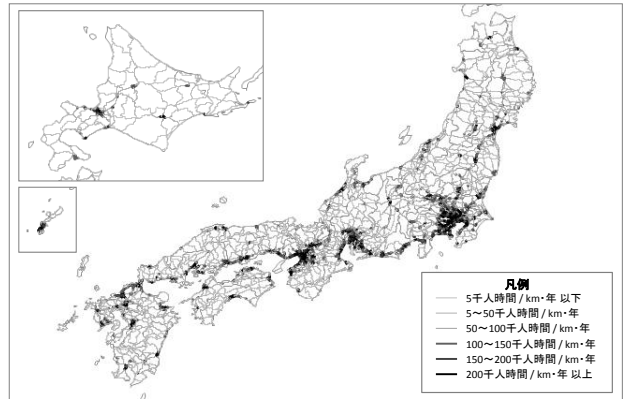 凡例
5千人時間 / km・年 以下
5～50千人時間 / km・年
50～100千人時間 / km・年
100～150千人時間 / km・年
150～200千人時間 / km・年
200千人時間 / km・年 以上